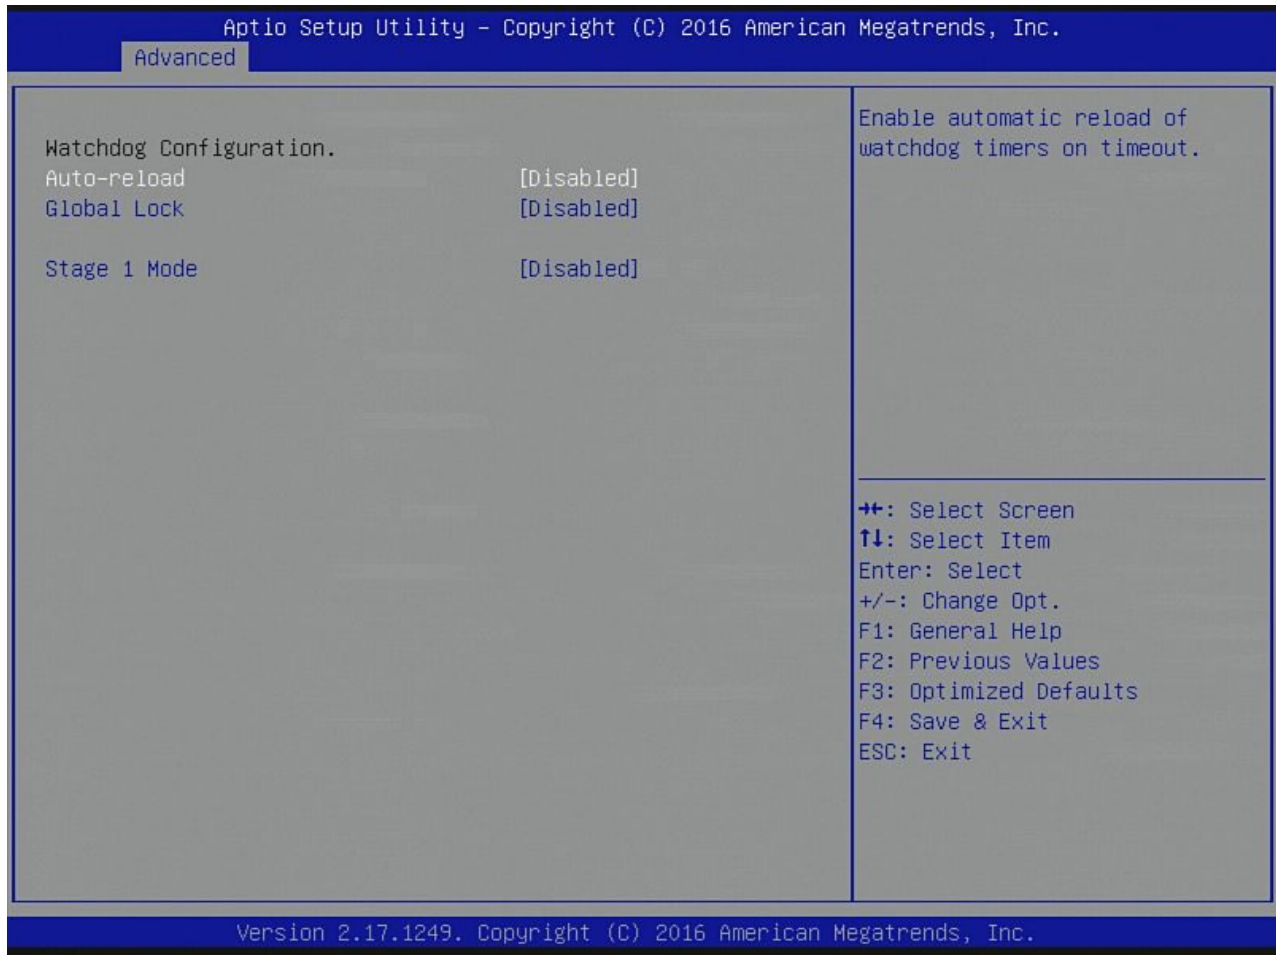 Aptio Setup Utility – Copyright (C) 2016 American Megatrends, Inc.
Advanced
Watchdog Configuration.
Auto-reload [Disabled]
Global Lock [Disabled]
Stage 1 Mode [Disabled]
Enable automatic reload of
watchdog timers on timeout.
→←: Select Screen
↑↓: Select Item
Enter: Select
+/-: Change Opt.
F1: General Help
F2: Previous Values
F3: Optimized Defaults
F4: Save & Exit
ESC: Exit
Version 2.17.1249. Copyright (C) 2016 American Megatrends, Inc.